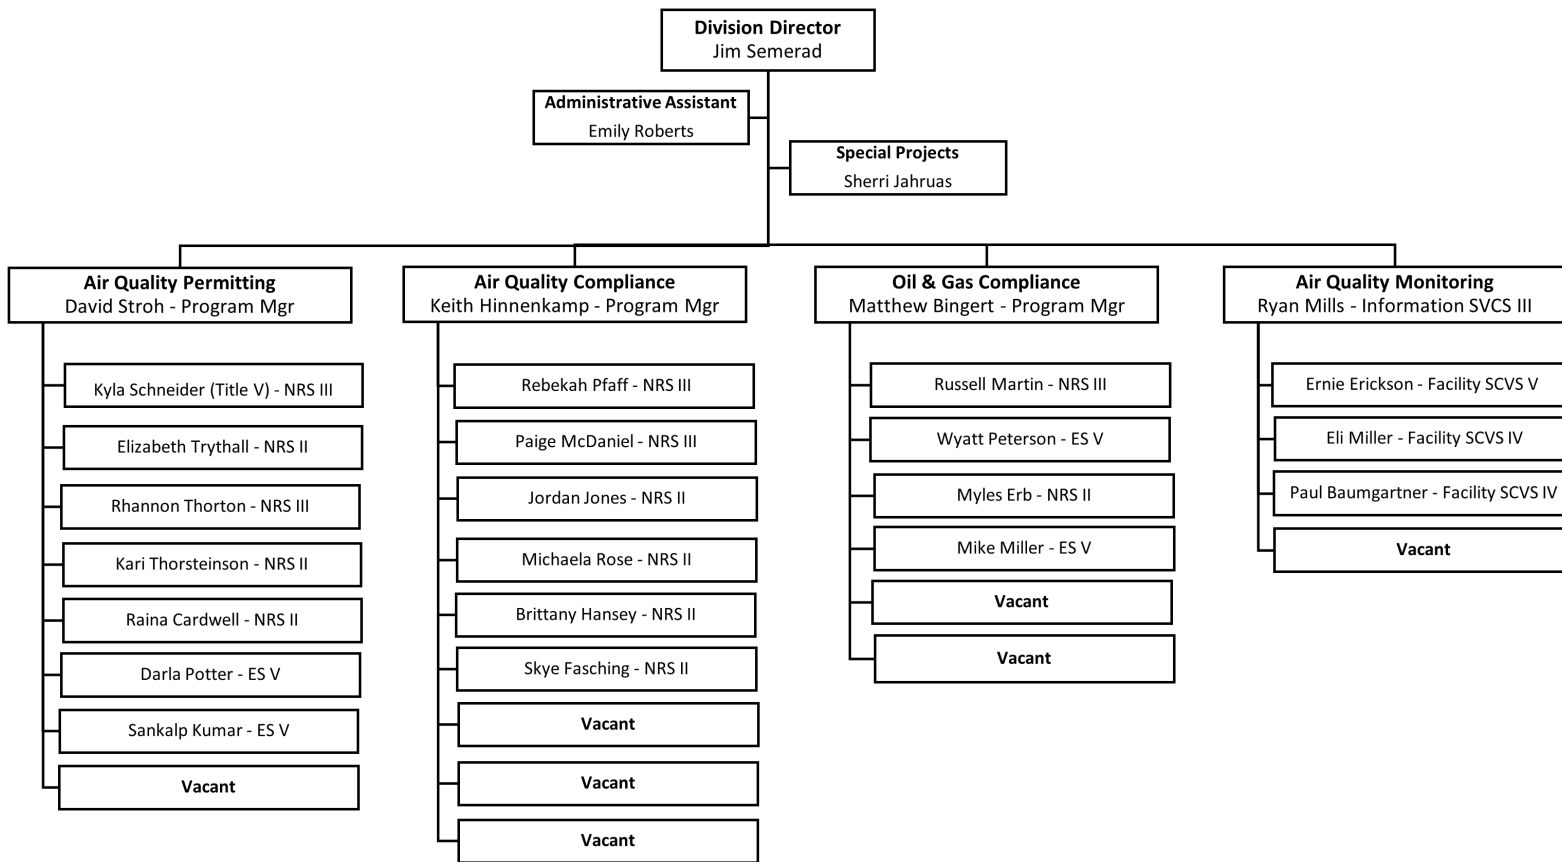 Division Director
Jim Semerad
Administrative Assistant
Emily Roberts
Special Projects
Sherri Jahruas
Air Quality Permitting
David Stroh - Program Mgr
Kyla Schneider (Title V) - NRS III
Elizabeth Trythall - NRS II
Rhannon Thorton - NRS III
Kari Thorsteinson - NRS II
Raina Cardwell - NRS II
Darla Potter - ES V
Sankalp Kumar - ES V
Vacant
Air Quality Compliance
Keith Hinnenkamp - Program Mgr
Rebekah Pfaff - NRS III
Paige McDaniel - NRS III
Jordan Jones - NRS II
Michaela Rose - NRS II
Brittany Hansey - NRS II
Skye Fasching - NRS II
Vacant
Vacant
Vacant
Oil & Gas Compliance
Matthew Bingert - Program Mgr
Russell Martin - NRS III
Wyatt Peterson - ES V
Myles Erb - NRS II
Mike Miller - ES V
Vacant
Vacant
Air Quality Monitoring
Ryan Mills - Information SVCS III
Ernie Erickson - Facility SCVS V
Eli Miller - Facility SCVS IV
Paul Baumgartner - Facility SCVS IV
Vacant